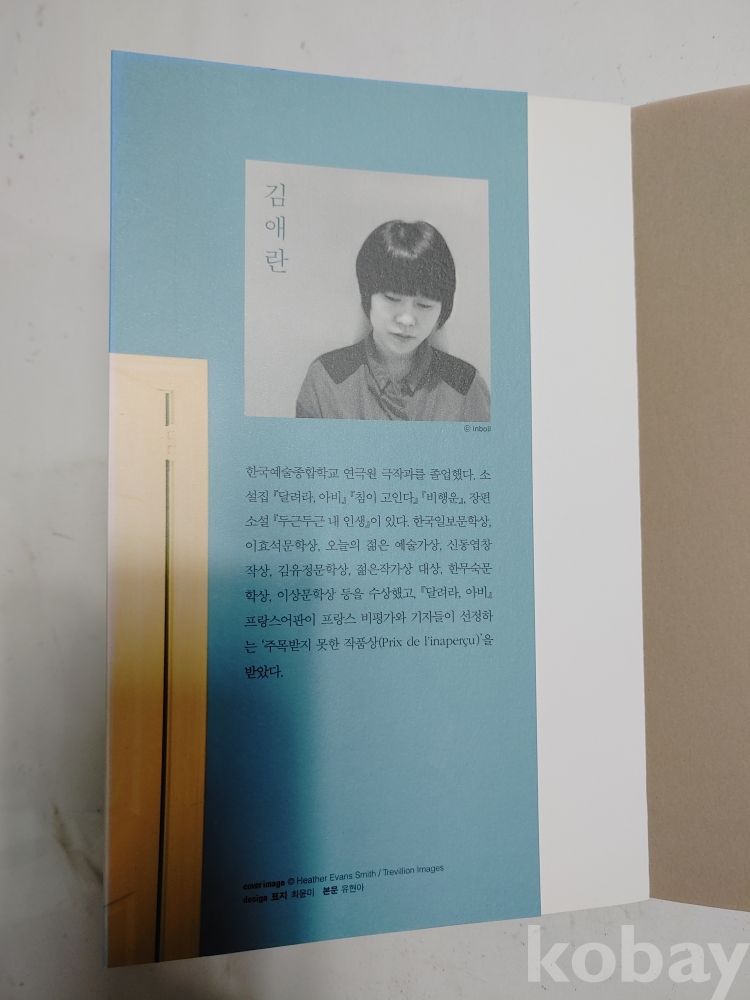 김애란
© inboil
한국예술종합학교 연극원 극작과를 졸업했다. 소
설집 『달려라, 아비』 『침이 고인다』 『비행운』, 장편
소설 『두근두근 내 인생』이 있다. 한국일보문학상,
이효석문학상, 오늘의 젊은 예술가상, 신동엽창
작상, 김유정문학상, 젊은작가상 대상, 한무숙문
학상, 이상문학상 등을 수상했고, 『달려라, 아비』
프랑스어판이 프랑스 비평가와 기자들이 선정하
는 ‘주목받지 못한 작품상(Prix de l'inaperçu)’을
받았다.
cover image © Heather Evans Smith / Trevillion Images
design 표지 최윤미 본문 유현아
kobay